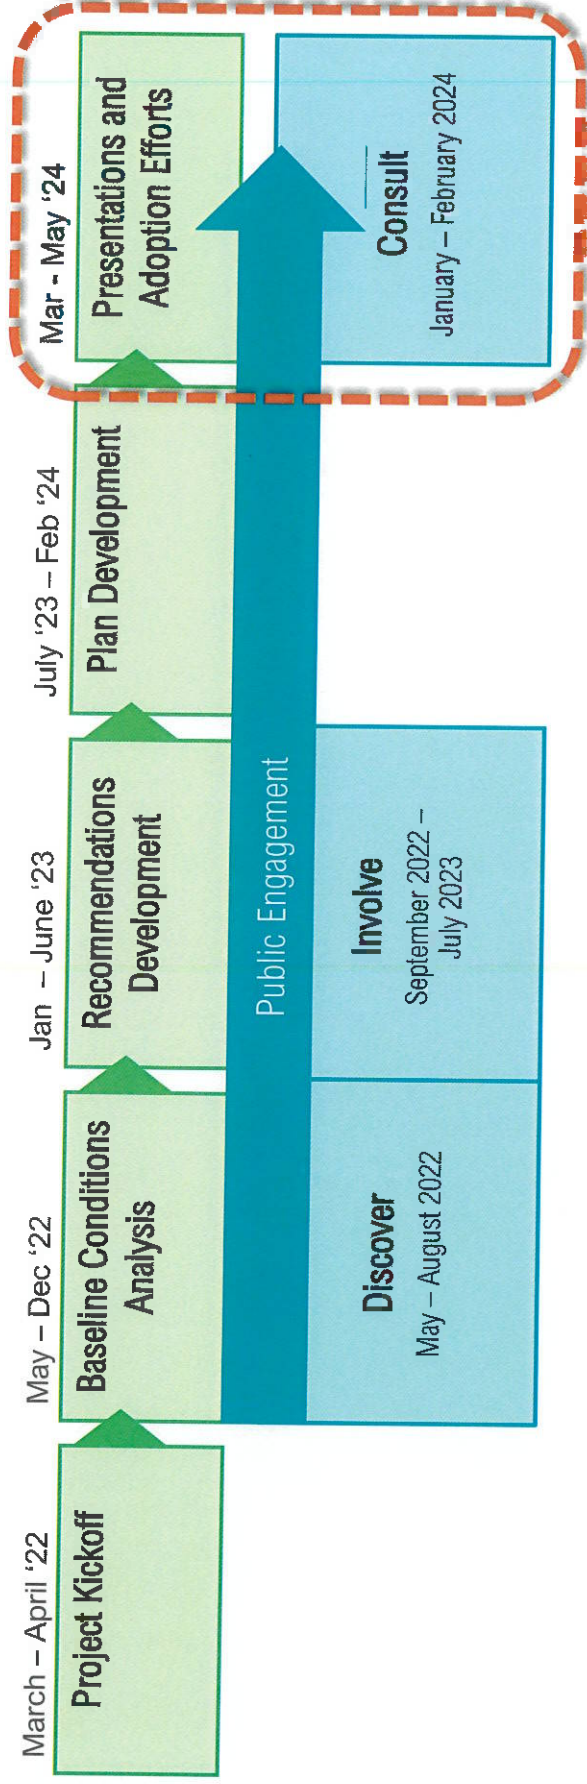 March – April ‘22
Project Kickoff
May – Dec ‘22
Baseline Conditions
Analysis
Jan – June ‘23
Recommendations
Development
July ‘23 – Feb ‘24
Plan Development
Mar - May ‘24
Presentations and
Adoption Efforts
Public Engagement
Discover
May – August 2022
Involve
September 2022 –
July 2023
Consult
January – February 2024